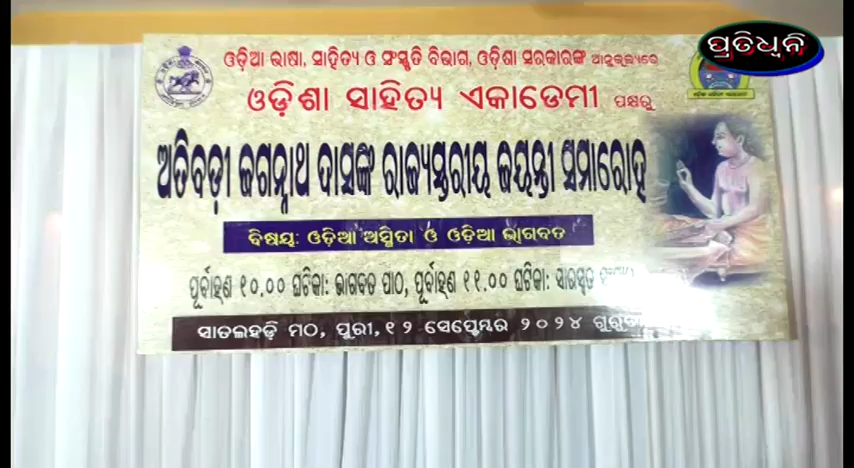 ପ୍ରତିଧ୍ୱନି
ଓଡ଼ିଆ ଭାଷା, ସାହିତ୍ୟ ଓ ସଂସ୍କୃତି ବିଭାଗ, ଓଡ଼ିଶା ସରକାରଙ୍କ ଆନୁକୂଲ୍ୟରେ
ଓଡ଼ିଶା ସାହିତ୍ୟ ଏକାଡେମୀ ପକ୍ଷରୁ
ଅତିବଡ଼ୀ ଜଗନ୍ନାଥ ଦାସଙ୍କ ରାଜ୍ୟସ୍ତରୀୟ ଜୟନ୍ତୀ ସମାରୋହ
ବିଷୟ: ଓଡ଼ିଆ ଅସ୍ମିତା ଓ ଓଡ଼ିଆ ଭାଗବତ
ପୂର୍ବାହ୍ଣ ୧୦.୦୦ ଘଟିକା: ଭାଗବତ ପାଠ, ପୂର୍ବାହ୍ଣ ୧୧.୦୦ ଘଟିକା: ସାରସ୍ୱତ
ସାତଲହଡ଼ି ମଠ, ପୁରୀ, ୧୨ ସେପ୍ଟେମ୍ବର ୨୦୨୪